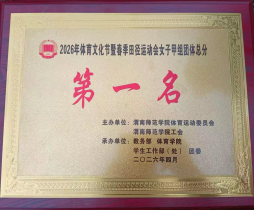 2026年体育文化节暨春季田径运动会女子甲组团体总分
第一名
主办单位：渭南师范学院体育运动委员会
渭南师范学院工会
承办单位：教务部 体育学院
学生工作部（处） 团委
二〇二六年四月